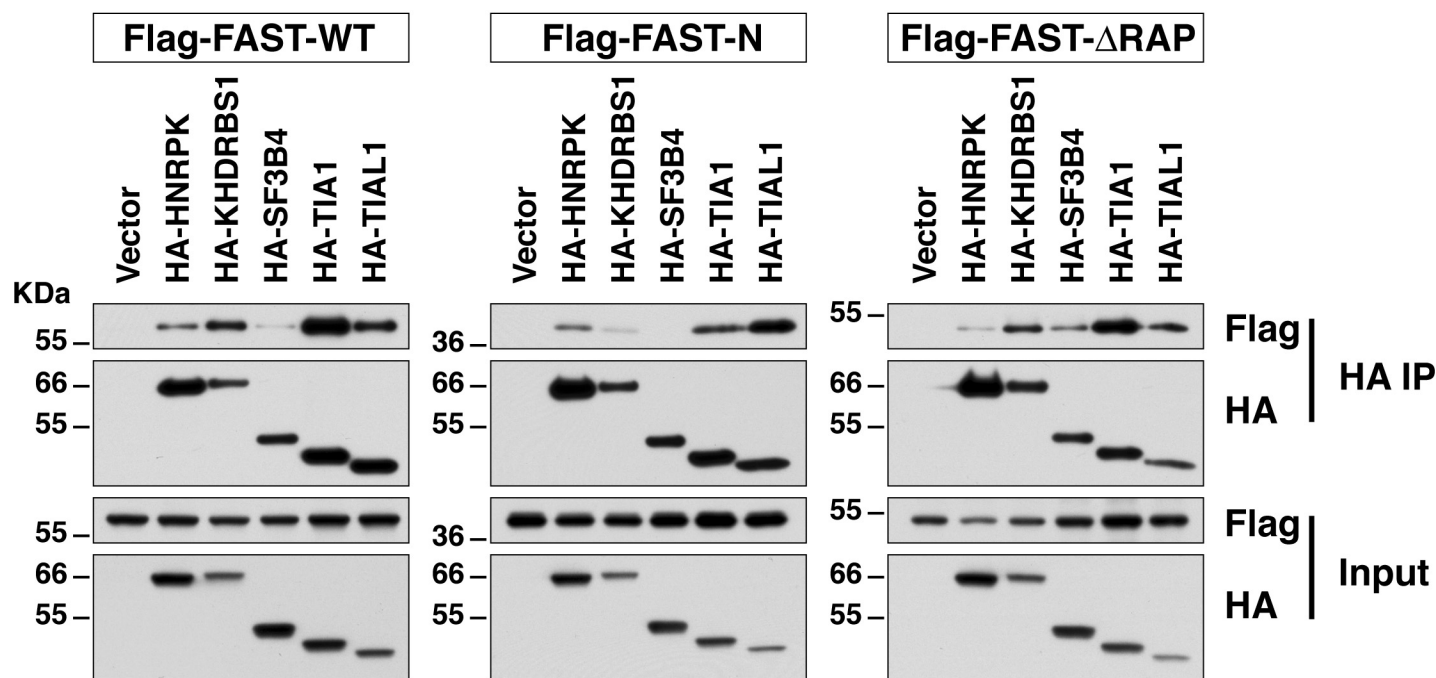 Flag-FAST-WT
Flag-FAST-N
Flag-FAST-ΔRAP
Vector
HA-HNRPK
HA-KHDRBS1
HA-SF3B4
HA-TIA1
HA-TIAL1
Vector
HA-HNRPK
HA-KHDRBS1
HA-SF3B4
HA-TIA1
HA-TIAL1
Vector
HA-HNRPK
HA-KHDRBS1
HA-SF3B4
HA-TIA1
HA-TIAL1
KDa
55
36
55
Flag
66
55
66
55
66
55
HA
HA IP
55
36
55
Flag
66
55
66
55
66
55
HA
Input